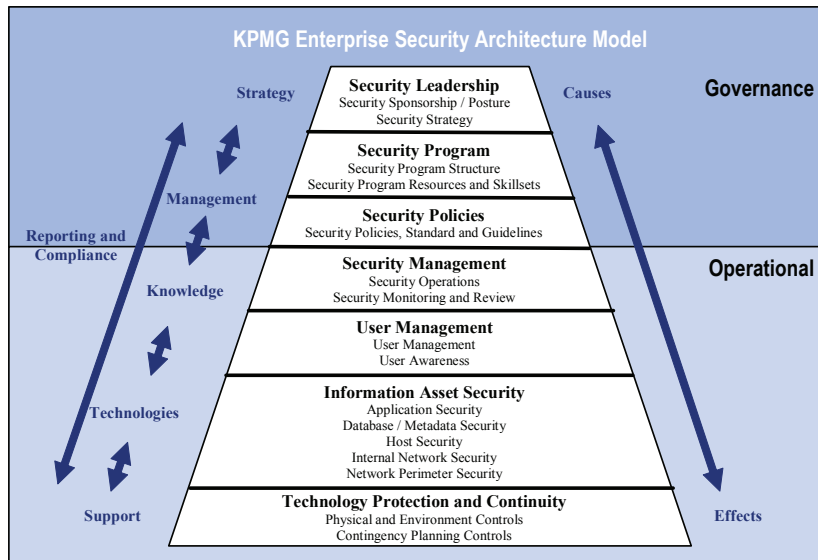 KPMG Enterprise Security Architecture Model
Strategy
Security Leadership
Security Sponsorship / Posture
Security Strategy
Causes
Governance
Security Program
Security Program Structure
Security Program Resources and Skillsets
Management
Security Policies
Security Policies, Standard and Guidelines
Reporting and
Compliance
Operational
Security Management
Security Operations
Security Monitoring and Review
Knowledge
User Management
User Management
User Awareness
Technologies
Information Asset Security
Application Security
Database / Metadata Security
Host Security
Internal Network Security
Network Perimeter Security
Support
Technology Protection and Continuity
Physical and Environment Controls
Contingency Planning Controls
Effects